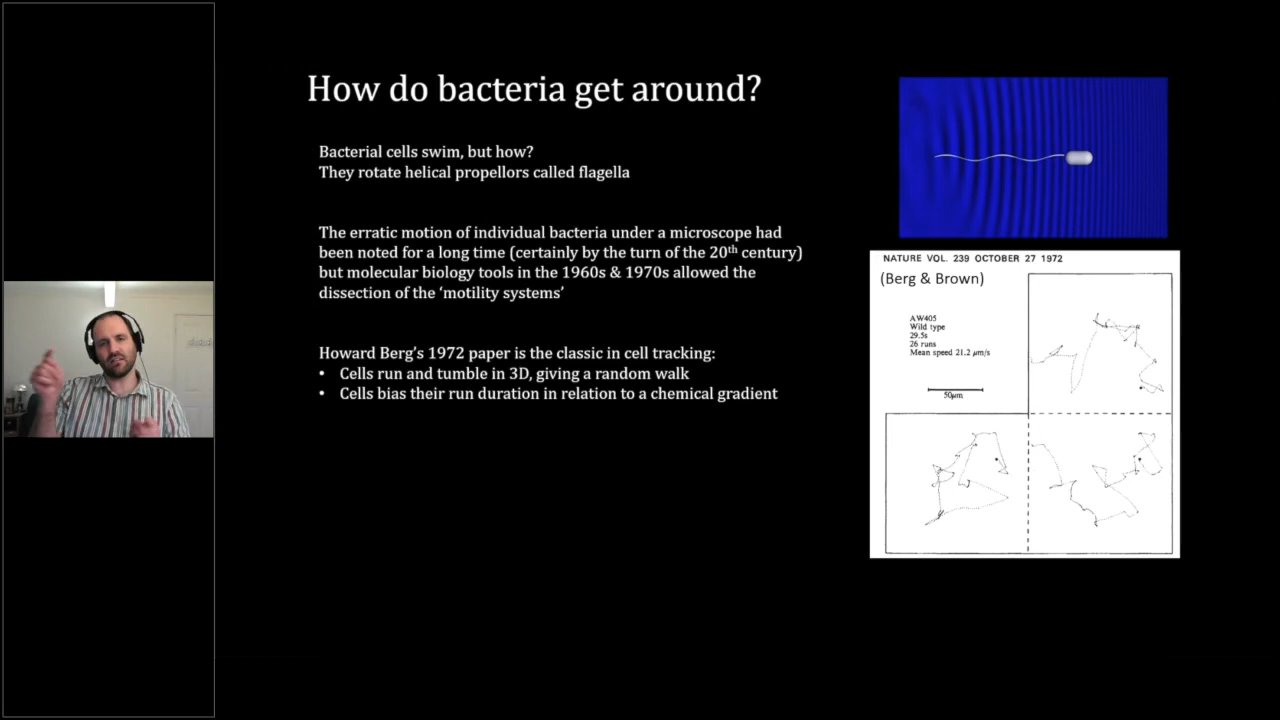 How do bacteria get around?
Bacterial cells swim, but how?
They rotate helical propellors called flagella
The erratic motion of individual bacteria under a microscope had
been noted for a long time (certainly by the turn of the 20th century)
but molecular biology tools in the 1960s & 1970s allowed the
dissection of the ‘motility systems’
Howard Berg’s 1972 paper is the classic in cell tracking:
• Cells run and tumble in 3D, giving a random walk
• Cells bias their run duration in relation to a chemical gradient
NATURE VOL. 239 OCTOBER 27 1972
(Berg & Brown)
AW405
Wild type
29.5s
26 runs
Mean speed 21.2 μm/s
50μm